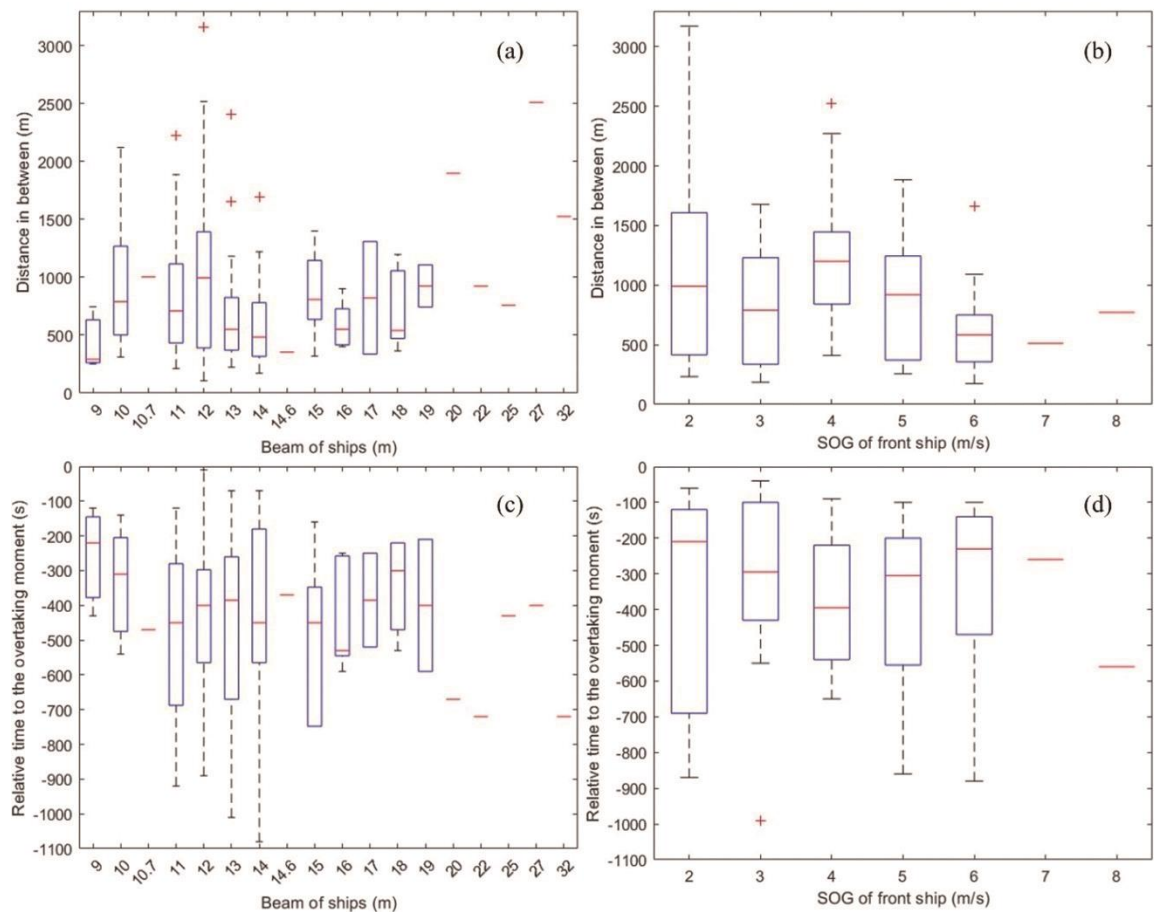 (a)
Distance in between (m)
3000
2500
2000
1500
1000
500
0
9 10 10.7 11 12 13 14 14.6 15 16 17 18 19 20 22 25 27 32
Beam of ships (m)
(b)
Distance in between (m)
3000
2500
2000
1500
1000
500
0
2 3 4 5 6 7 8
SOG of front ship (m/s)
(c)
Relative time to the overtaking moment (s)
0
-100
-200
-300
-400
-500
-600
-700
-800
-900
-1000
-1100
9 10 10.7 11 12 13 14 14.6 15 16 17 18 19 20 22 25 27 32
Beam of ships (m)
(d)
Relative time to the overtaking moment (s)
0
-100
-200
-300
-400
-500
-600
-700
-800
-900
-1000
-1100
2 3 4 5 6 7 8
SOG of front ship (m/s)